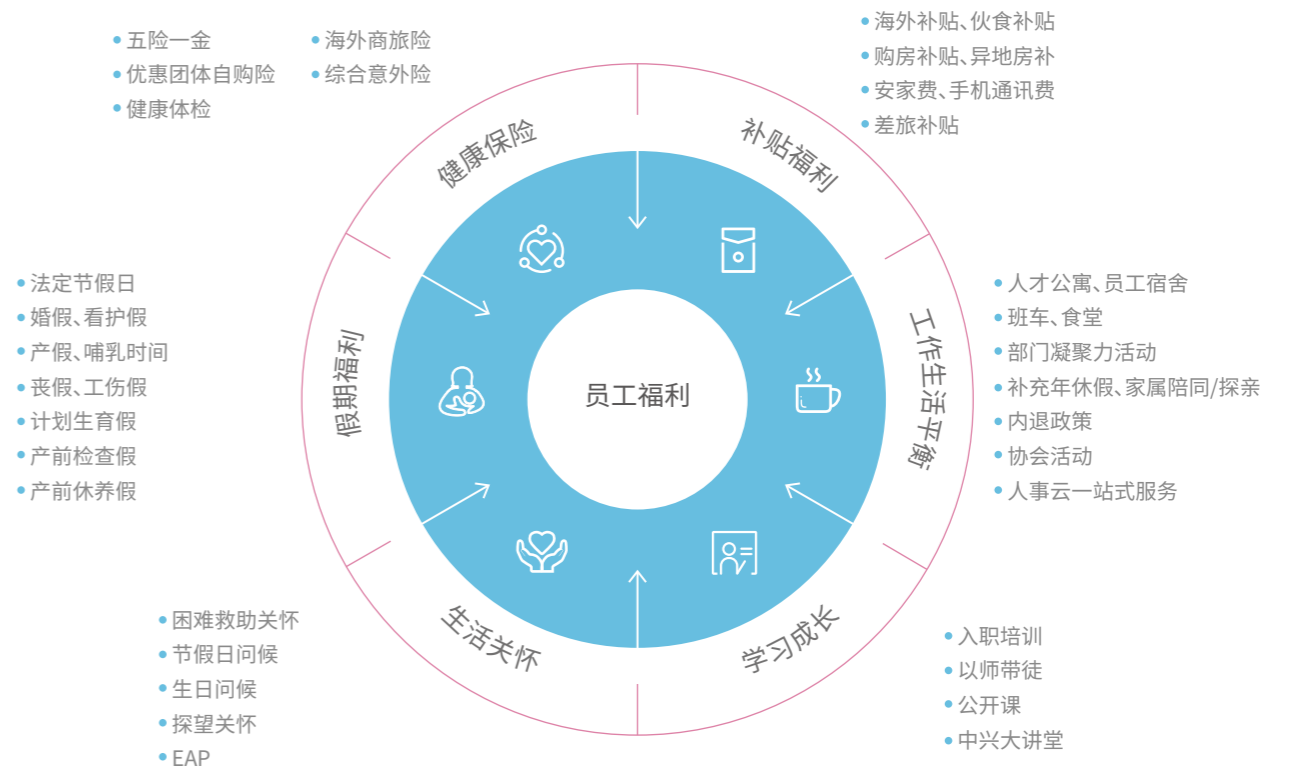 五险一金
优惠团体自购险
健康体检
海外商旅险
综合意外险
健康保险
海外补贴、伙食补贴
购房补贴、异地房补
安家费、手机通讯费
差旅补贴
补贴福利
法定节假日
婚假、看护假
产假、哺乳时间
丧假、工伤假
计划生育假
产前检查假
产前休养假
假期福利
员工福利
工作生活平衡
人才公寓、员工宿舍
班车、食堂
部门凝聚力活动
补充年休假、家属陪同/探亲
内退政策
协会活动
人事云一站式服务
困难救助关怀
节假日问候
生日问候
探望关怀
EAP
生活关怀
学习成长
入职培训
以师带徒
公开课
中兴大讲堂